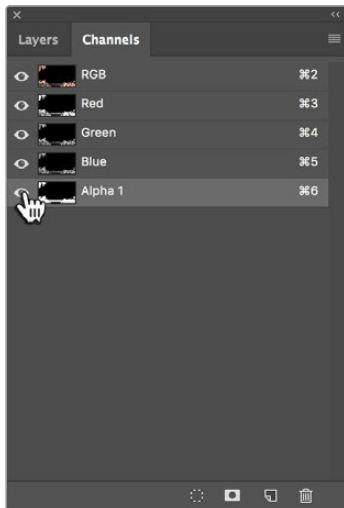 Layers Channels
RGB ⌘2
Red ⌘3
Green ⌘4
Blue ⌘5
Alpha 1 ⌘6